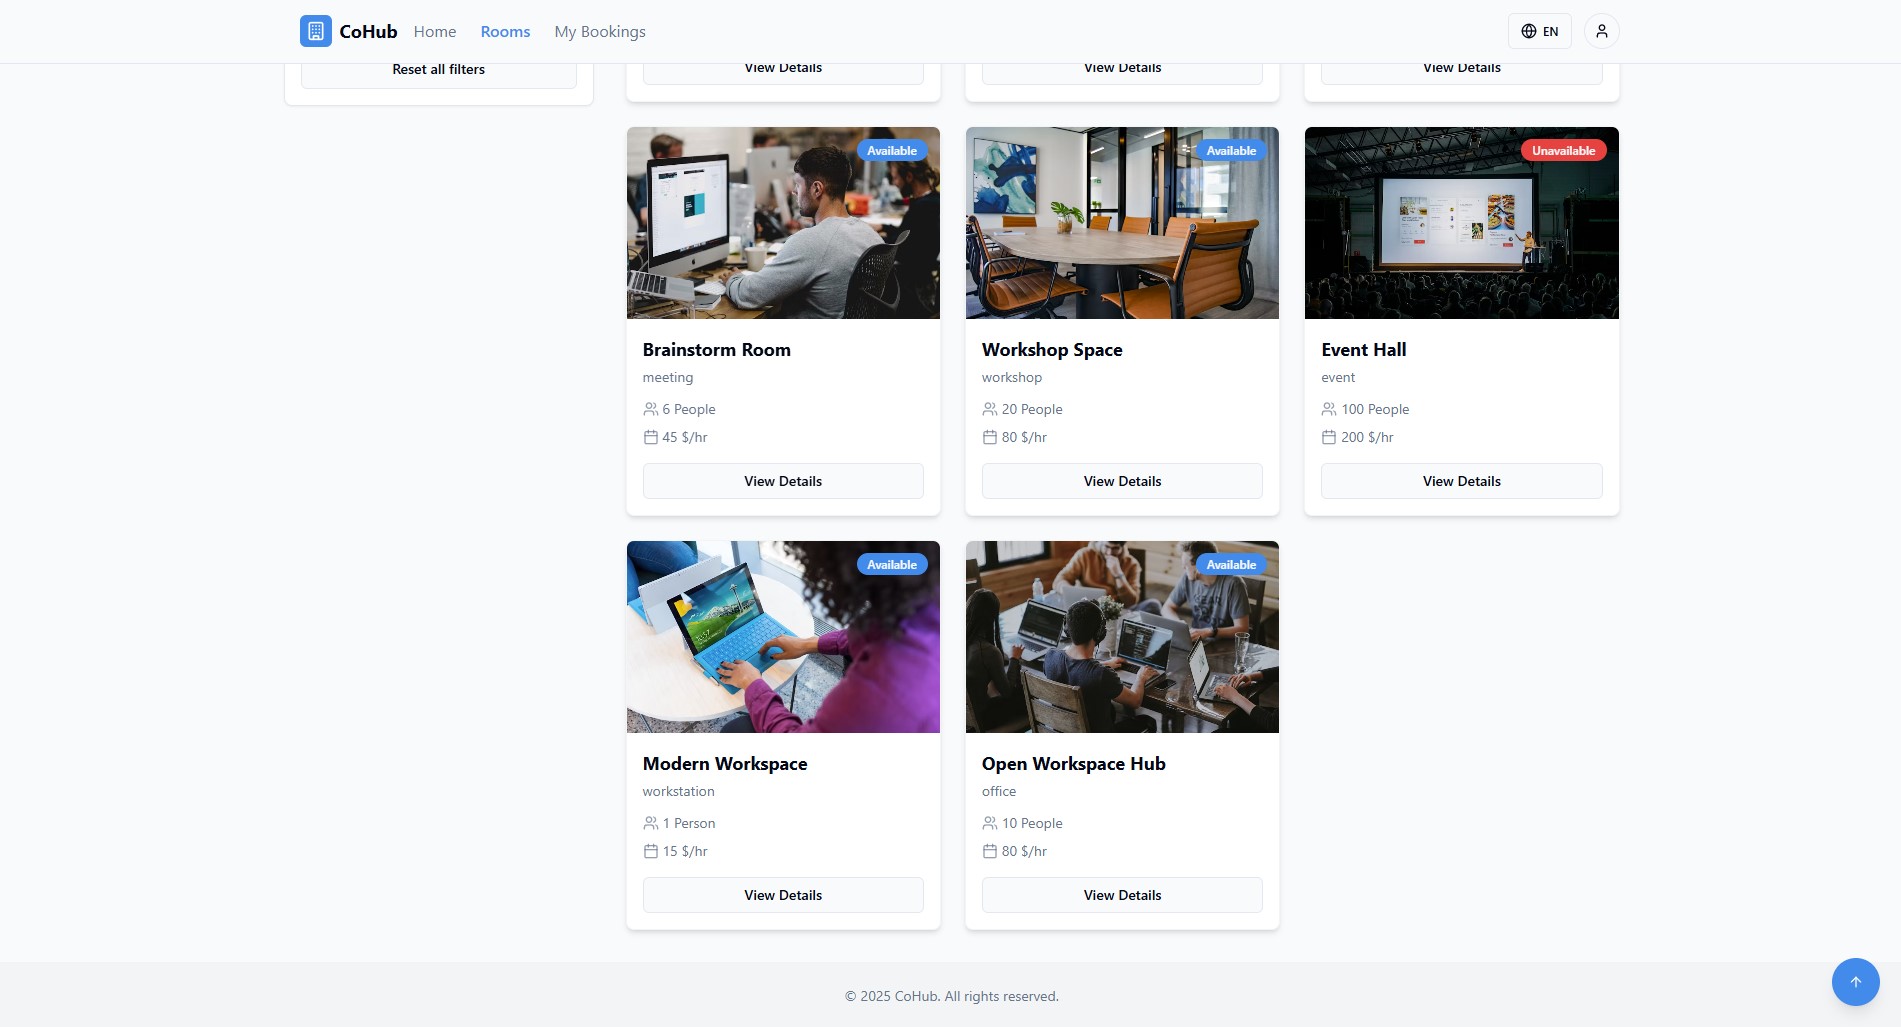 CoHub Home Rooms My Bookings EN
Reset all filters
View Details View Details View Details
Available Available Unavailable
Brainstorm Room
meeting
6 People
45 $/hr
View Details
Workshop Space
workshop
20 People
80 $/hr
View Details
Event Hall
event
100 People
200 $/hr
View Details
Available Available
Modern Workspace
workstation
1 Person
15 $/hr
View Details
Open Workspace Hub
office
10 People
80 $/hr
View Details
© 2025 CoHub. All rights reserved.